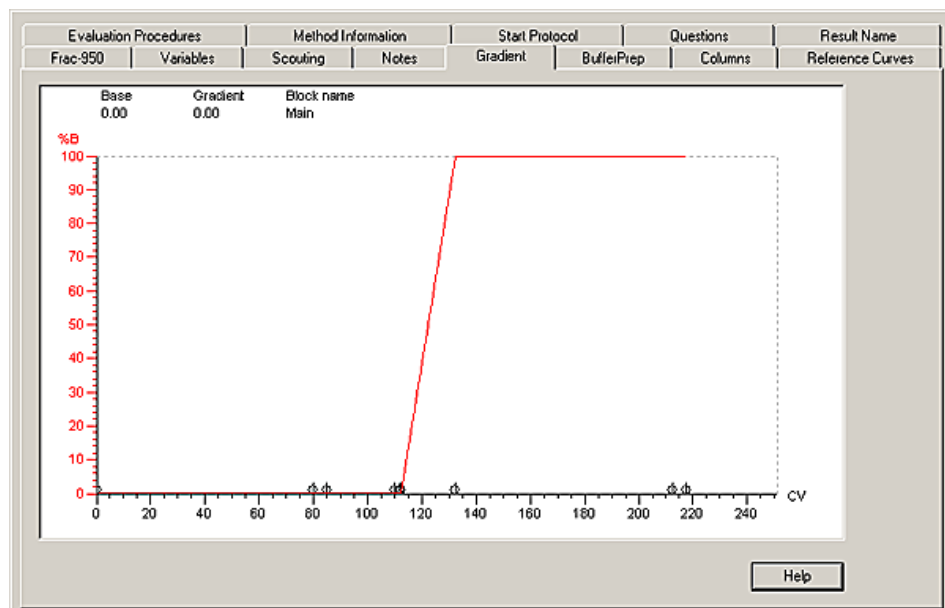 Evaluation Procedures Method Information Start Protocol Questions Result Name
Frac-950 Variables Scouting Notes Gradient BufferPrep Columns Reference Curves
Base Gradient Block name
0.00 0.00 Main
%B
100
90
80
70
60
50
40
30
20
10
0
CV
0 20 40 60 80 100 120 140 160 180 200 220 240
Help